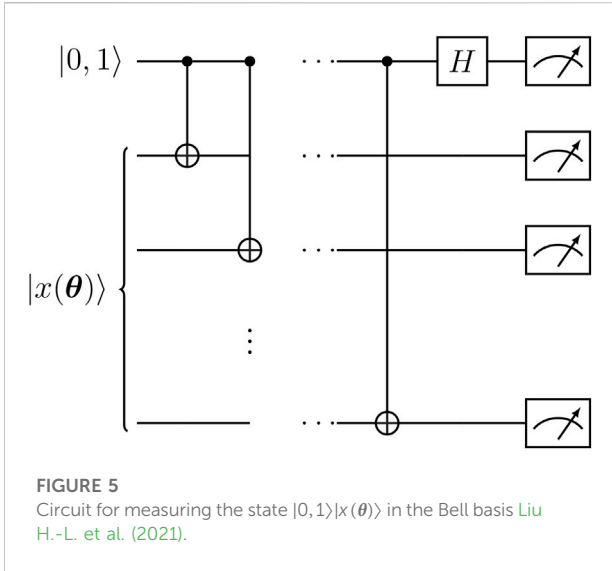 |0, 1⟩
H
|x(θ)⟩
FIGURE 5
Circuit for measuring the state |0, 1⟩|x(θ)⟩ in the Bell basis Liu
H.-L. et al. (2021).